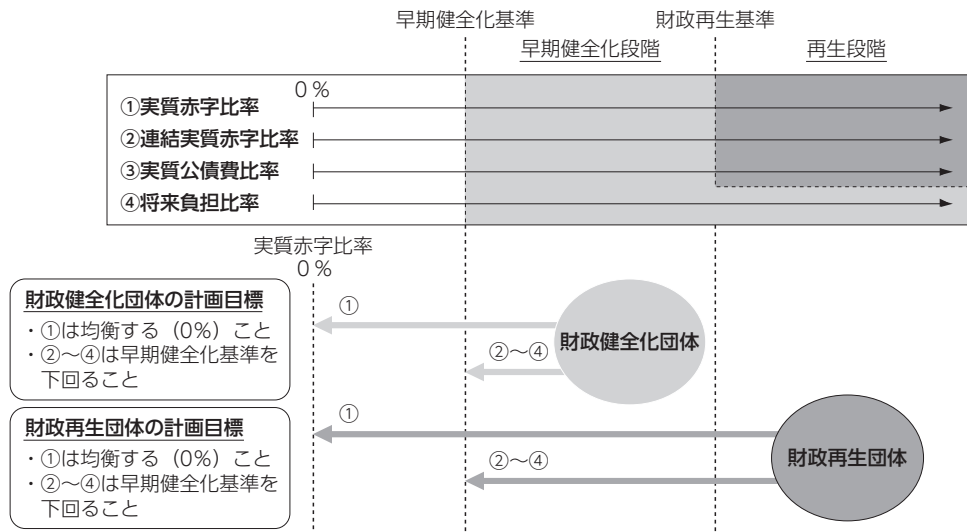 早期健全化基準
財政再生基準
早期健全化段階
再生段階
0%
①実質赤字比率
②連結実質赤字比率
③実質公債費比率
④将来負担比率
実質赤字比率
0%
財政健全化団体の計画目標
・①は均衡する（0%）こと
・②〜④は早期健全化基準を
下回ること
①
②〜④
財政健全化団体
財政再生団体の計画目標
・①は均衡する（0%）こと
・②〜④は早期健全化基準を
下回ること
①
②〜④
財政再生団体